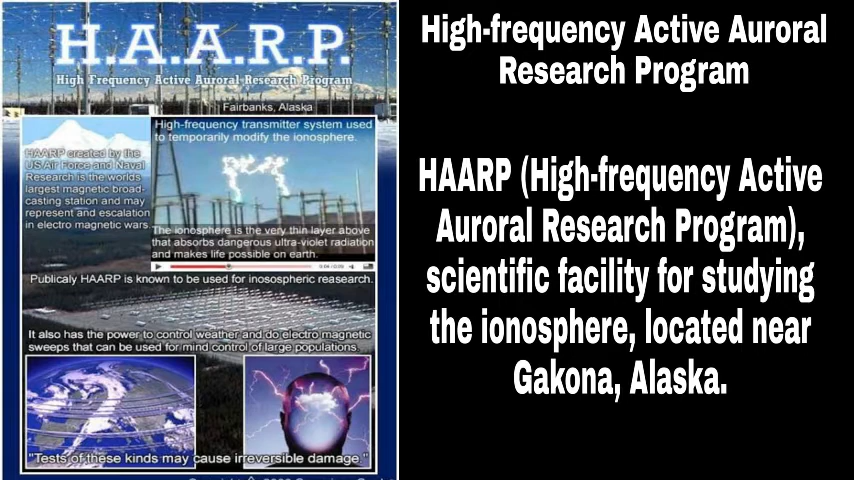 H.A.A.R.P.
High Frequency Active Auroral Research Program
Fairbanks, Alaska
High-frequency transmitter system used
to temporarily modify the ionosphere.
HAARP created by the
US Air Force and Naval
Research is the worlds
largest magnetic broad-
casting station and may
represent and escalation
in electro magnetic wars.
The ionosphere is the very thin layer above
that absorbs dangerous ultra-violet radiation
and makes life possible on earth.
Publicaly HAARP is known to be used for inosospheric reasearch.
It also has the power to control weather and do electro magnetic
sweeps that can be used for mind control of large populations.
"Tests of these kinds may cause irreversible damage."
High-frequency Active Auroral
Research Program
HAARP (High-frequency Active
Auroral Research Program),
scientific facility for studying
the ionosphere, located near
Gakona, Alaska.